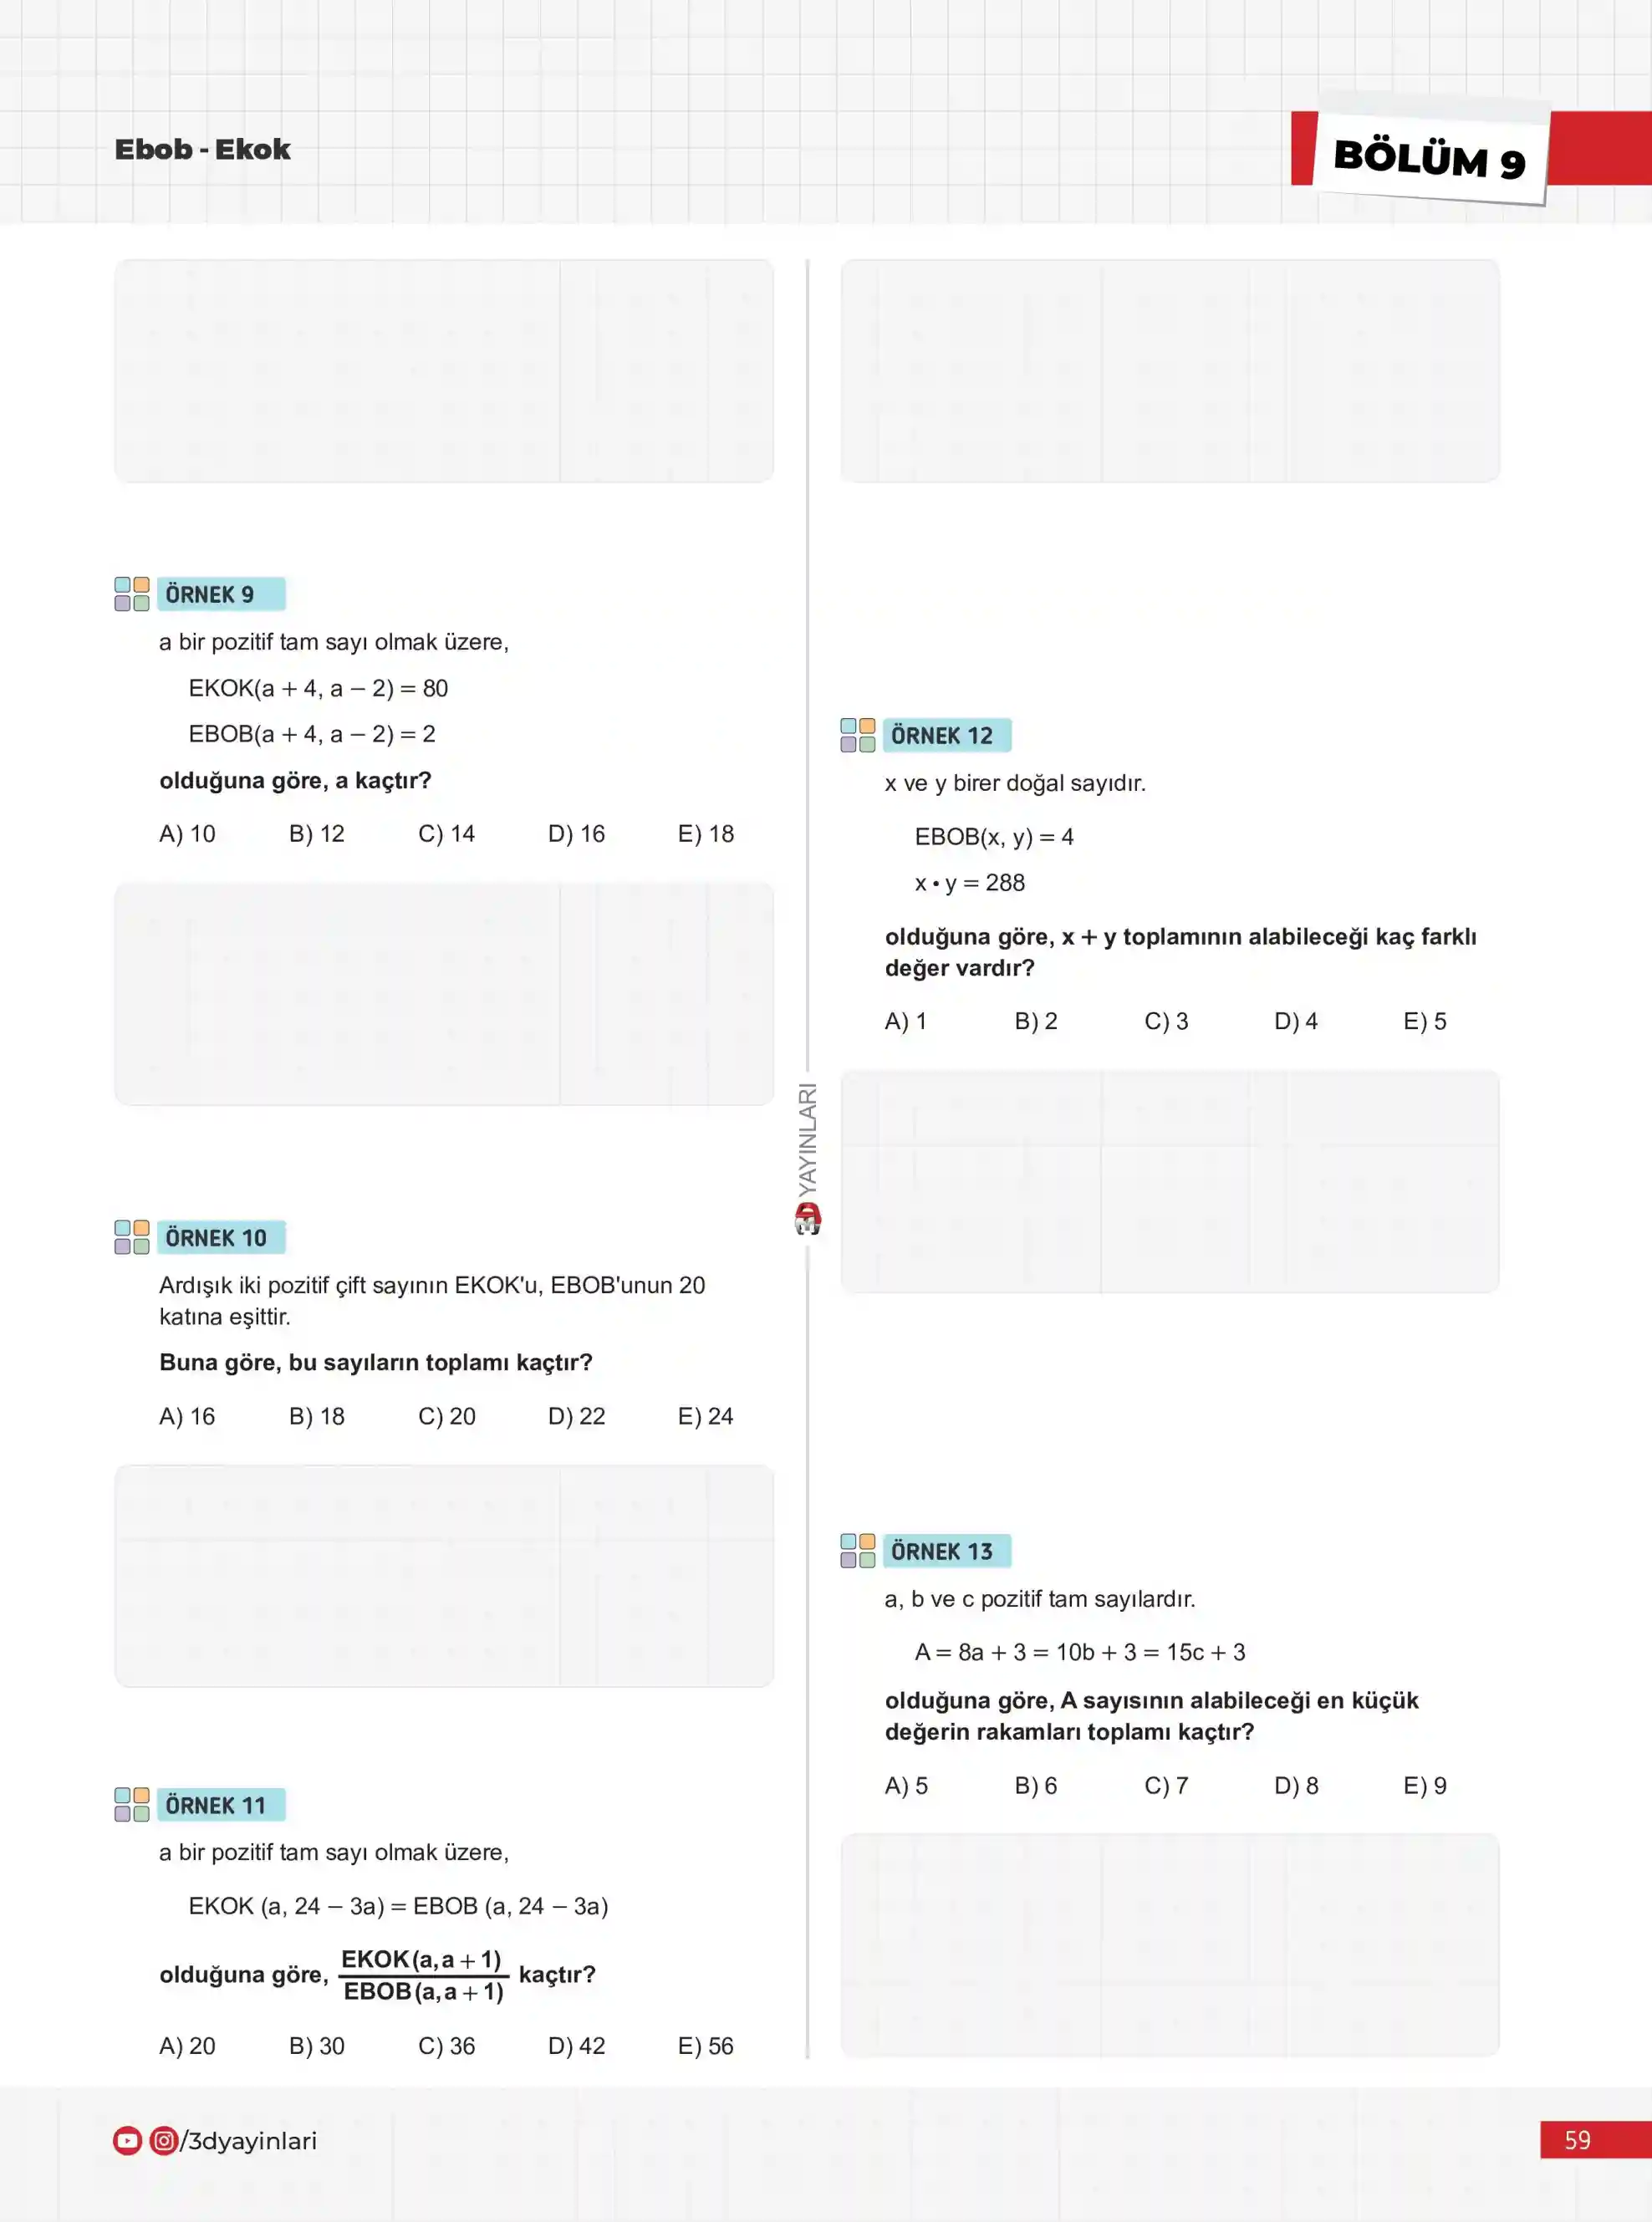 Ebob - Ekok
BÖLÜM 9
ÖRNEK 9
a bir pozitif tam sayı olmak üzere,
EKOK(a + 4, a – 2) = 80
EBOB(a + 4, a – 2) = 2
olduğuna göre, a kaçtır?
A) 10 B) 12 C) 14 D) 16 E) 18
ÖRNEK 10
Ardışık iki pozitif çift sayının EKOK'u, EBOB'unun 20
katına eşittir.
Buna göre, bu sayıların toplamı kaçtır?
A) 16 B) 18 C) 20 D) 22 E) 24
ÖRNEK 11
a bir pozitif tam sayı olmak üzere,
EKOK (a, 24 – 3a) = EBOB (a, 24 – 3a)
olduğuna göre, EKOK(a, a + 1) / EBOB(a, a + 1) kaçtır?
A) 20 B) 30 C) 36 D) 42 E) 56
YAYINLARI
ÖRNEK 12
x ve y birer doğal sayıdır.
EBOB(x, y) = 4
x • y = 288
olduğuna göre, x + y toplamının alabileceği kaç farklı
değer vardır?
A) 1 B) 2 C) 3 D) 4 E) 5
ÖRNEK 13
a, b ve c pozitif tam sayılardır.
A = 8a + 3 = 10b + 3 = 15c + 3
olduğuna göre, A sayısının alabileceği en küçük
değerin rakamları toplamı kaçtır?
A) 5 B) 6 C) 7 D) 8 E) 9
/3dyayinlari
59